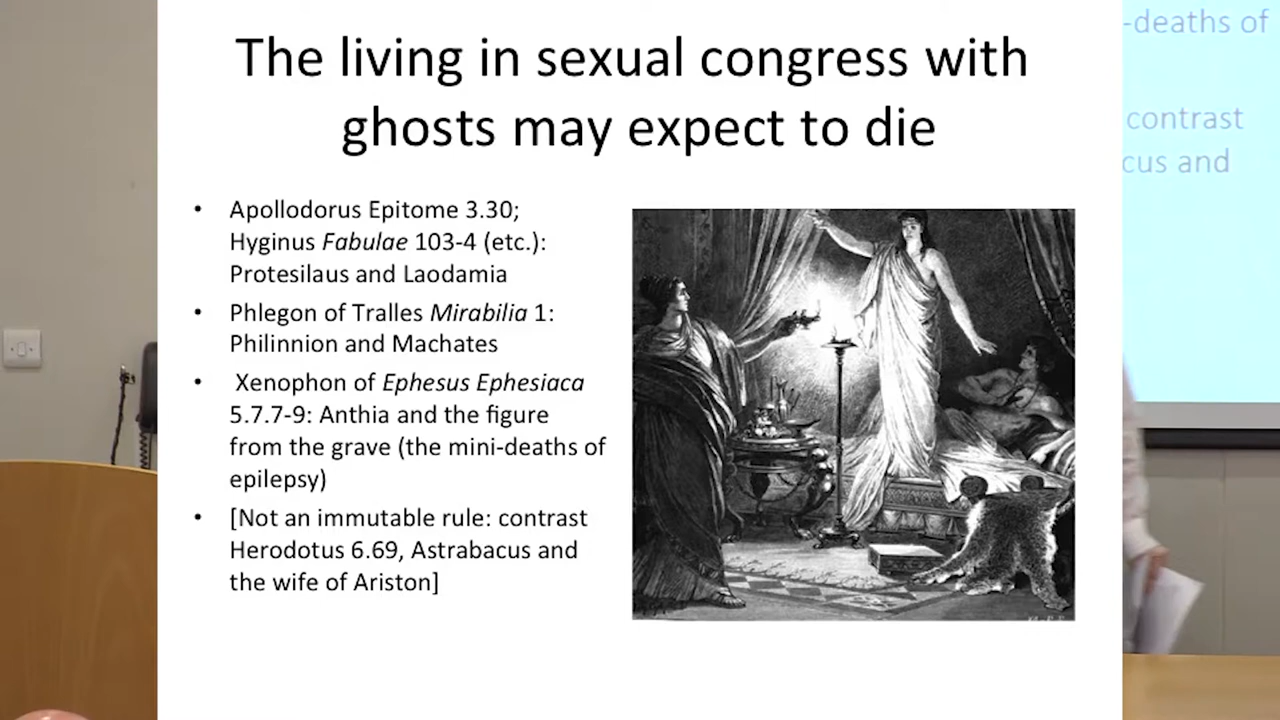 The living in sexual congress with
ghosts may expect to die
• Apollodorus Epitome 3.30;
Hyginus Fabulae 103-4 (etc.):
Protesilaus and Laodamia
• Phlegon of Tralles Mirabilia 1:
Philinnion and Machates
• Xenophon of Ephesus Ephesiaca
5.7.7-9: Anthia and the figure
from the grave (the mini-deaths of
epilepsy)
• [Not an immutable rule: contrast
Herodotus 6.69, Astrabacus and
the wife of Ariston]
-deaths of
contrast
cus and